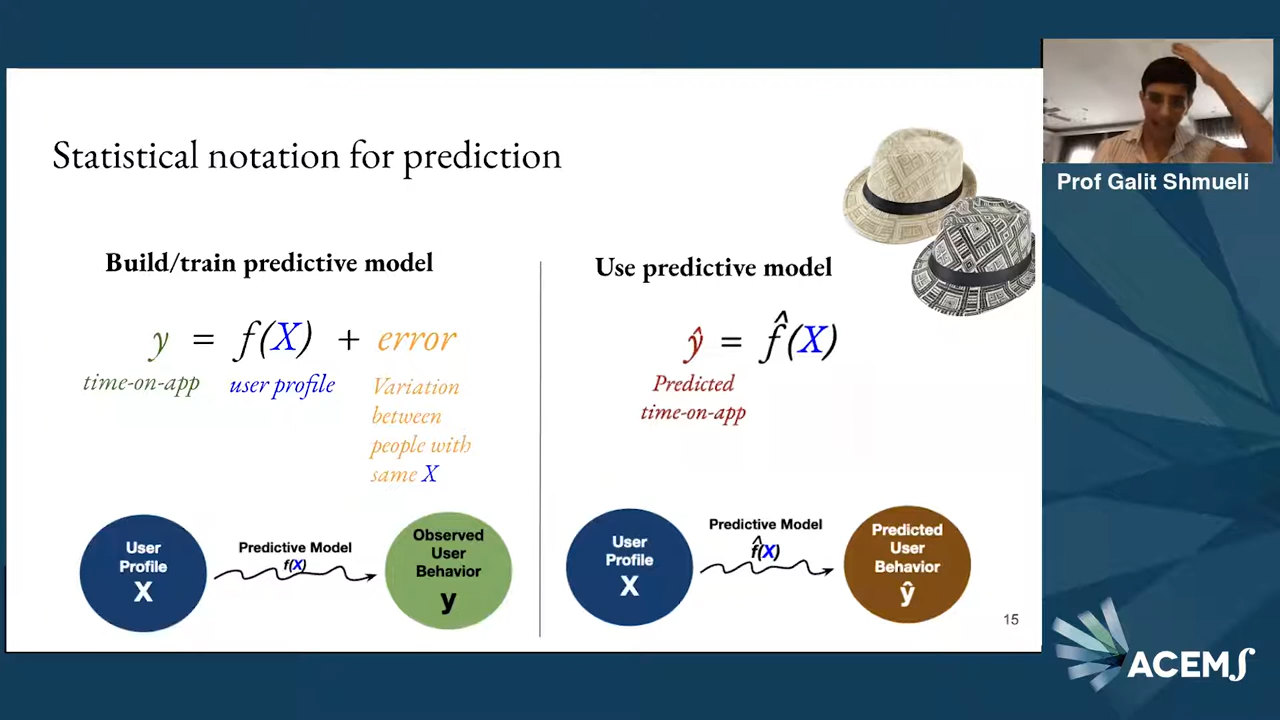 Statistical notation for prediction
Build/train predictive model
y = f(X) + error
time-on-app
user profile
Variation
between
people with
same X
User
Profile
X
Predictive Model
f(X)
Observed
User
Behavior
y
Use predictive model
ŷ = f̂(X)
Predicted
time-on-app
User
Profile
X
Predictive Model
f̂(X)
Predicted
User
Behavior
ŷ
15
Prof Galit Shmueli
ACEMS